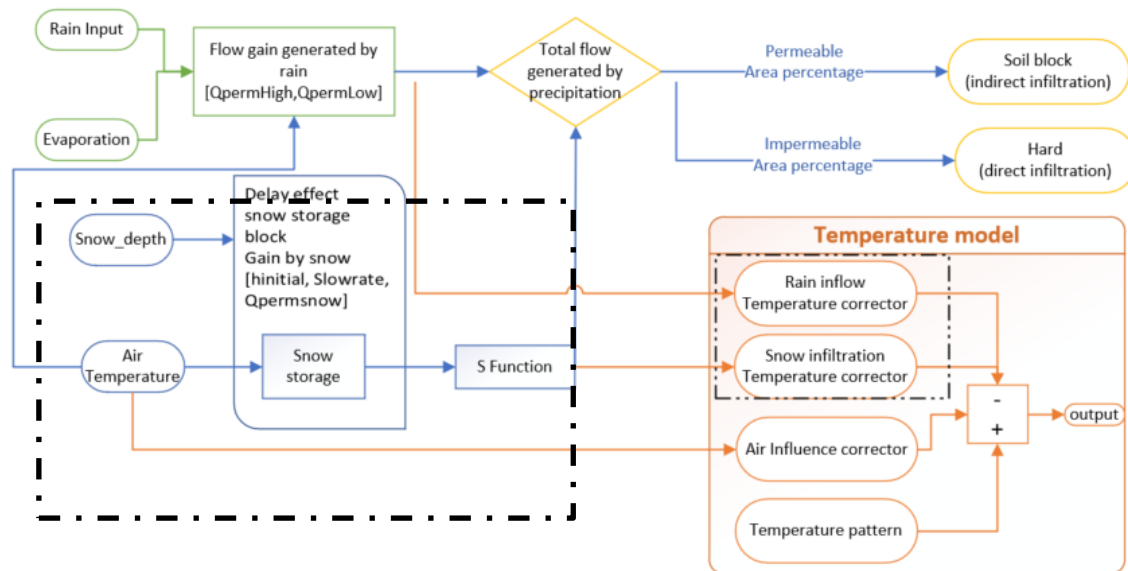 Rain Input
Flow gain generated by
rain
[QpermHigh,QpermLow]
Total flow
generated by
precipitation
Permeable
Area percentage
Soil block
(indirect infiltration)
Evaporation
Impermeable
Area percentage
Hard
(direct infiltration)
Delay effect
snow storage
block
Gain by snow
[hinitial, Slowrate,
Qpermsnow]
Snow_depth
Air
Temperature
Snow
storage
S Function
Temperature model
Rain inflow
Temperature corrector
Snow infiltration
Temperature corrector
-
+
output
Air Influence corrector
Temperature pattern